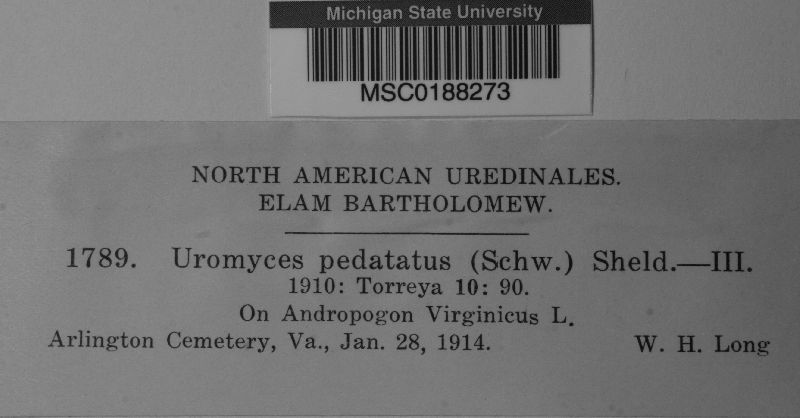 Michigan State University
MSC0188273
NORTH AMERICAN UREDINALES.
ELAM BARTHOLOMEW.
1789. Uromyces pedatatus (Schw.) Sheld.—III.
1910: Torreya 10: 90.
On Andropogon Virginicus L.
Arlington Cemetery, Va., Jan. 28, 1914. W. H. Long